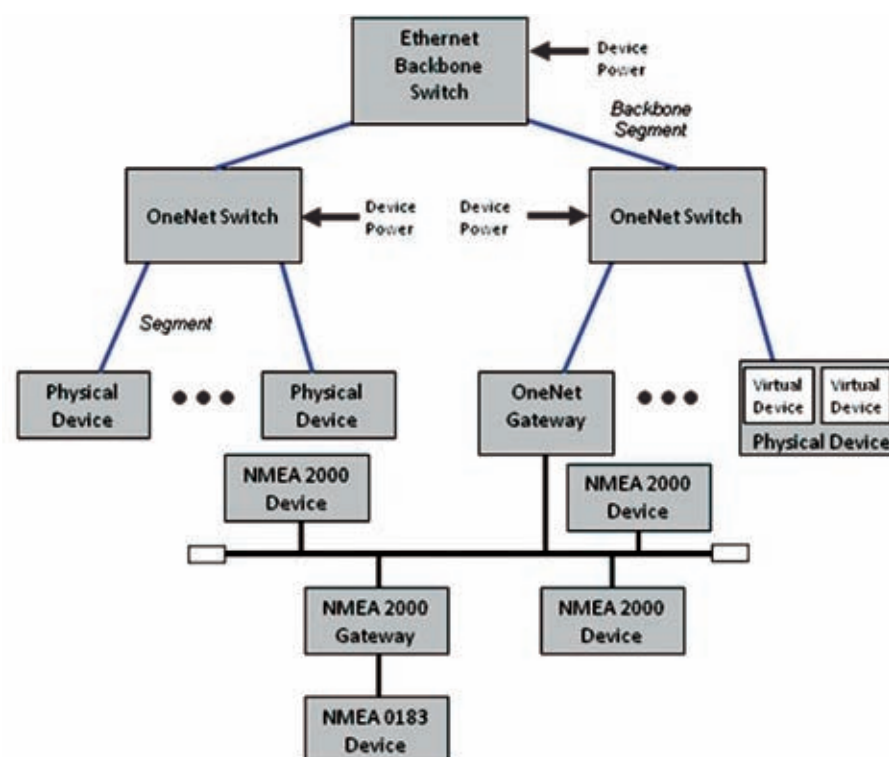 Ethernet
Backbone
Switch
Device
Power
Backbone
Segment
OneNet Switch
Device
Power
Device
Power
OneNet Switch
Segment
Physical
Device
Physical
Device
OneNet
Gateway
Virtual
Device
Virtual
Device
Physical Device
NMEA 2000
Device
NMEA 2000
Device
NMEA 2000
Gateway
NMEA 2000
Device
NMEA 0183
Device